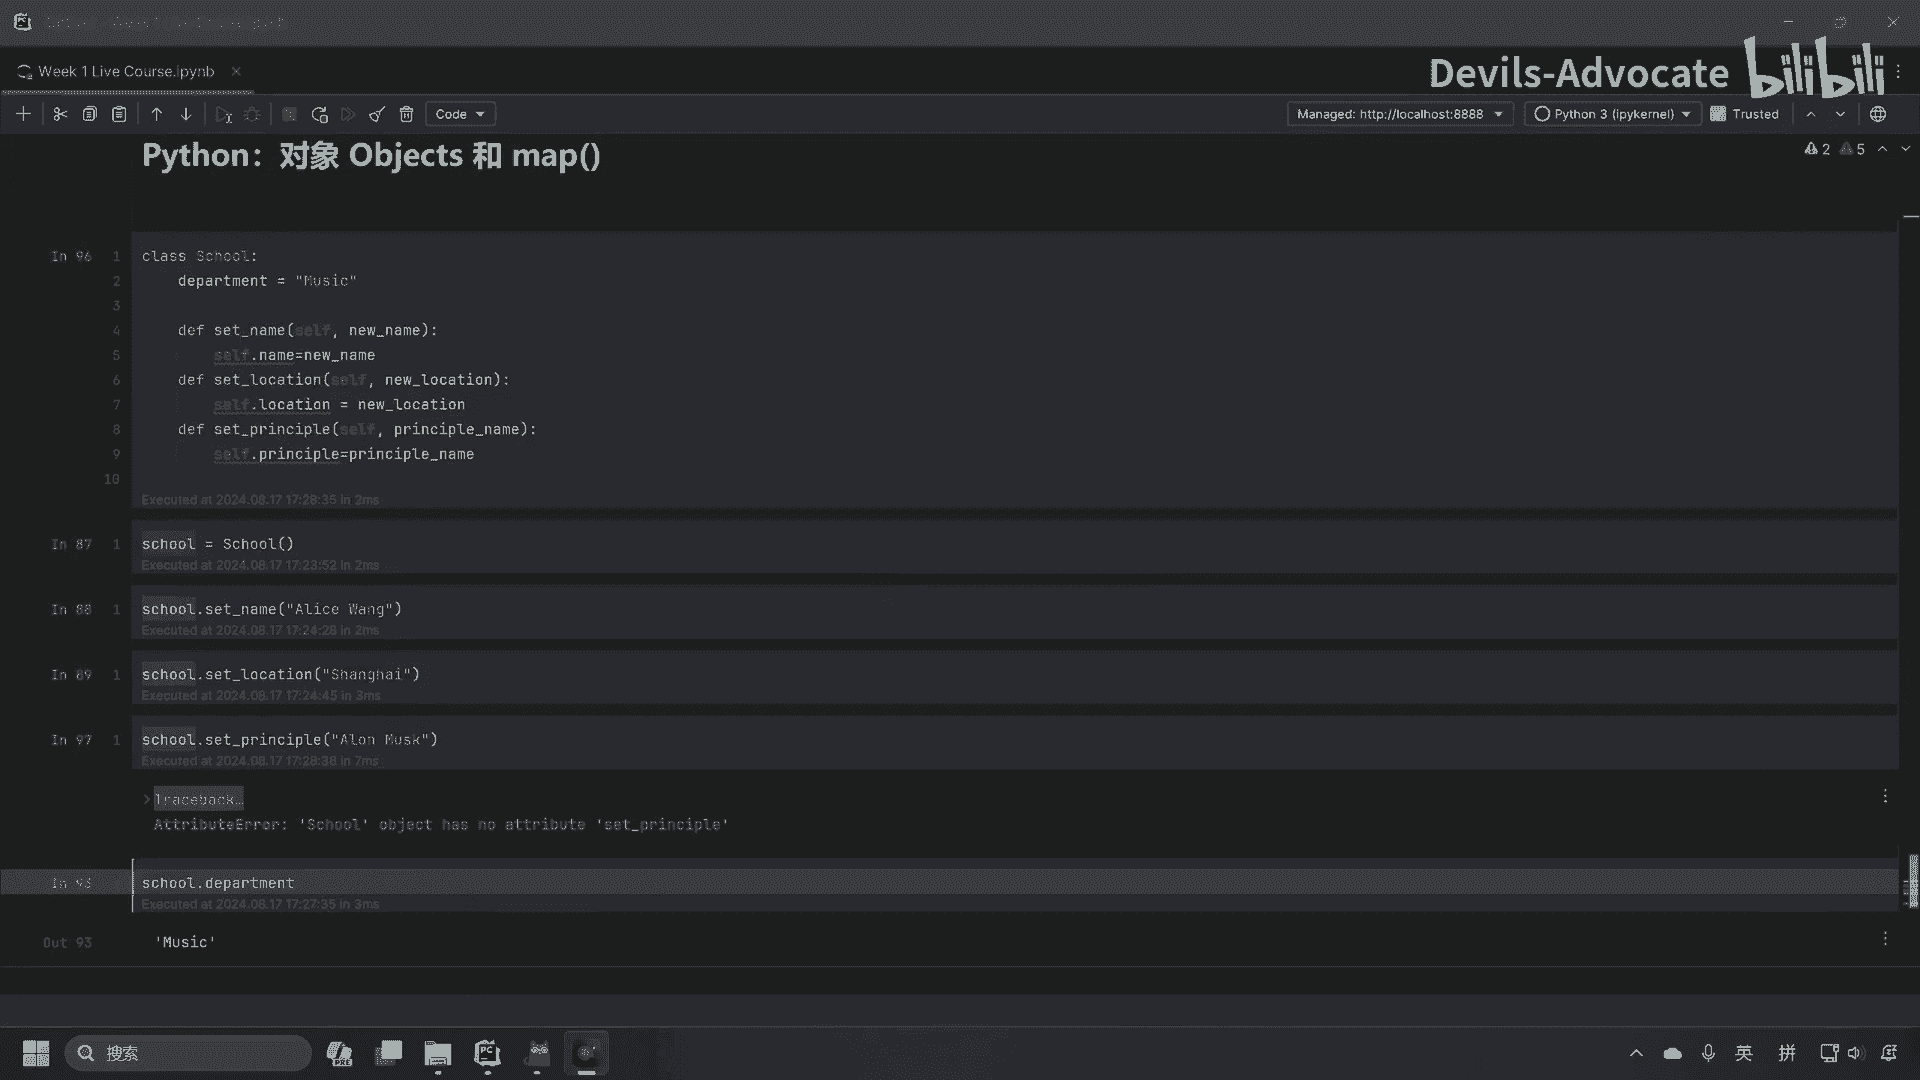 Week 1 Live Course.ipynb
Devils-Advocate bilibili
Code
Managed: http://localhost:8888
Python 3 (ipykernel)
Trusted
Python：对象 Objects 和 map()
2 5
In 96
1 class School:
2 department = "Music"
3
4 def set_name(self, new_name):
5 self.name=new_name
6 def set_location(self, new_location):
7 self.location = new_location
8 def set_principle(self, principle_name):
9 self.principle=principle_name
10
Executed at 2024.08.17 17:28:35 in 2ms
In 87 1 school = School()
Executed at 2024.08.17 17:23:52 in 2ms
In 88 1 school.set_name("Alice Wang")
Executed at 2024.08.17 17:24:28 in 2ms
In 89 1 school.set_location("Shanghai")
Executed at 2024.08.17 17:24:45 in 3ms
In 97 1 school.set_principle("Alon Musk")
Executed at 2024.08.17 17:28:38 in 7ms
Traceback…
AttributeError: 'School' object has no attribute 'set_principle'
In 93 school.department
Executed at 2024.08.17 17:27:35 in 3ms
Out 93 'Music'
搜索
英 拼